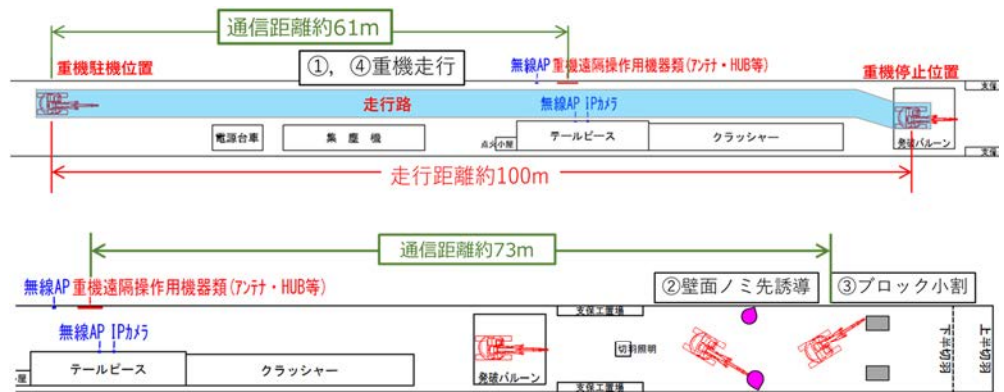 通信距離約61m
①，④重機走行
重機駐機位置
無線AP 重機遠隔操作用機器類(アンテナ・HUB等)
重機停止位置
支保
走行路
無線AP IPカメラ
電源台車
集塵機
点火小屋
テールピース
クラッシャー
発破バルーン
支保
走行距離約100m
通信距離約73m
無線AP 重機遠隔操作用機器類(アンテナ・HUB等)
②壁面ノミ先誘導
③ブロック小割
支保工置場
無線AP IPカメラ
切羽照明
下半切羽
上半切羽
屋
テールピース
クラッシャー
発破バルーン
支保工置場